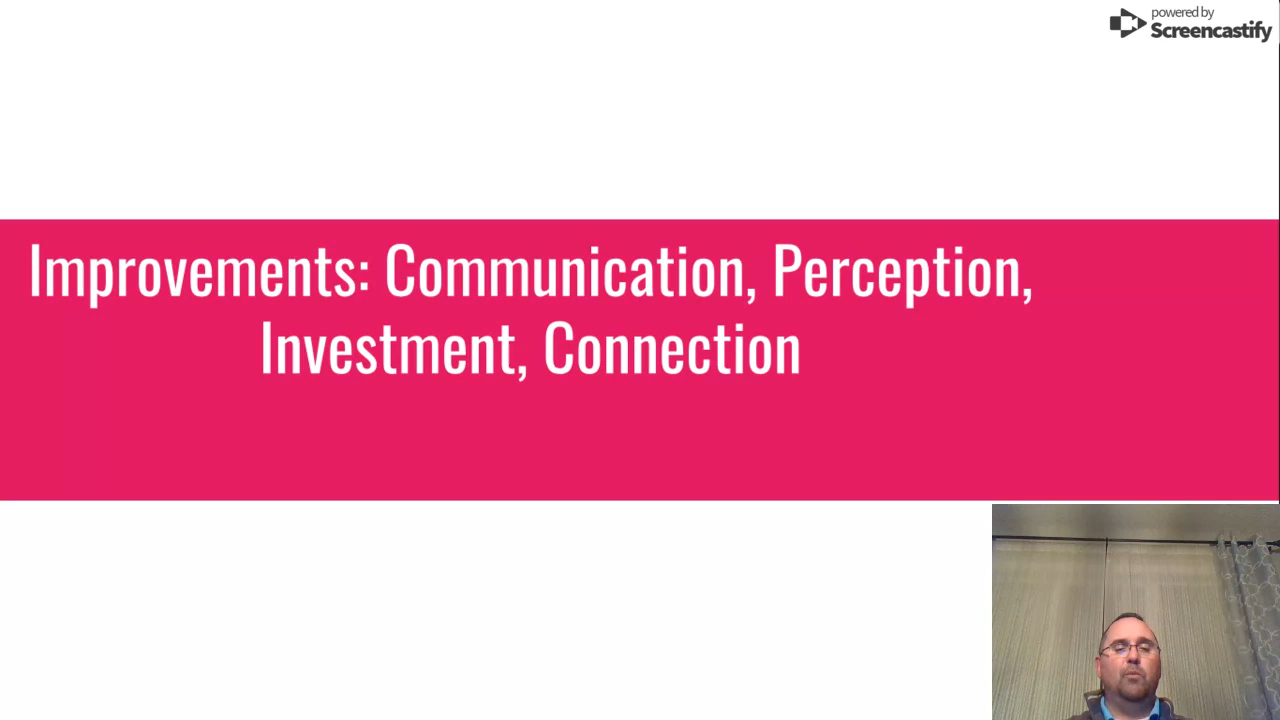 powered by
Screencastify
Improvements: Communication, Perception,
Investment, Connection